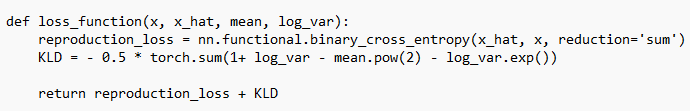 def loss_function(x, x_hat, mean, log_var):
    reproduction_loss = nn.functional.binary_cross_entropy(x_hat, x, reduction='sum')
    KLD = - 0.5 * torch.sum(1+ log_var - mean.pow(2) - log_var.exp())
    return reproduction_loss + KLD